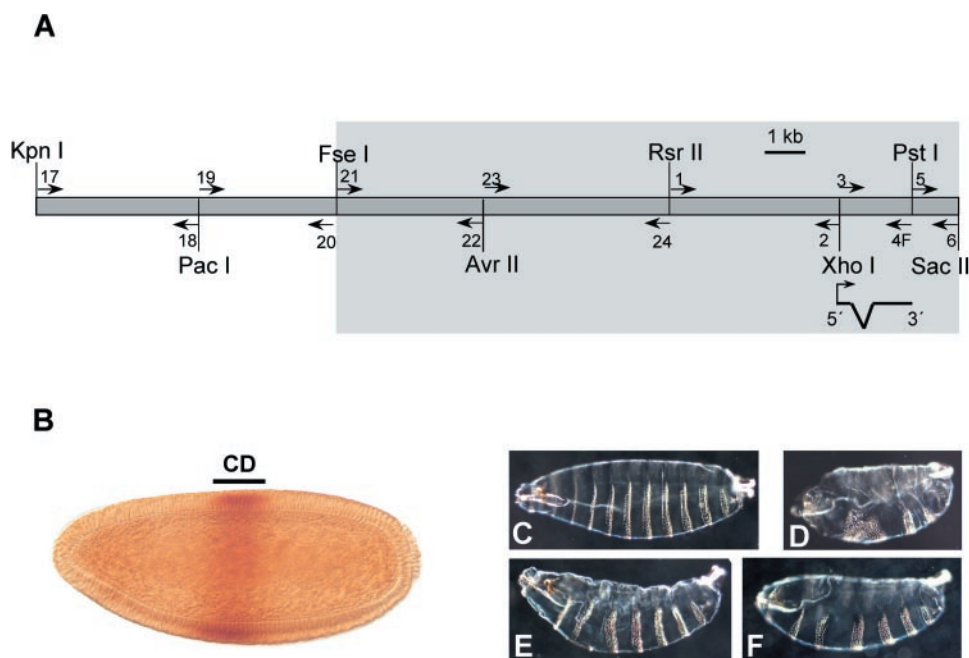 A
1 kb
Kpn I Fse I Rsr II Pst I
17 19 21 23 1 3 5
18 20 22 24 2 4F 6
Pac I Avr II Xho I Sac II
5´ 3´
B
CD
C D
E F